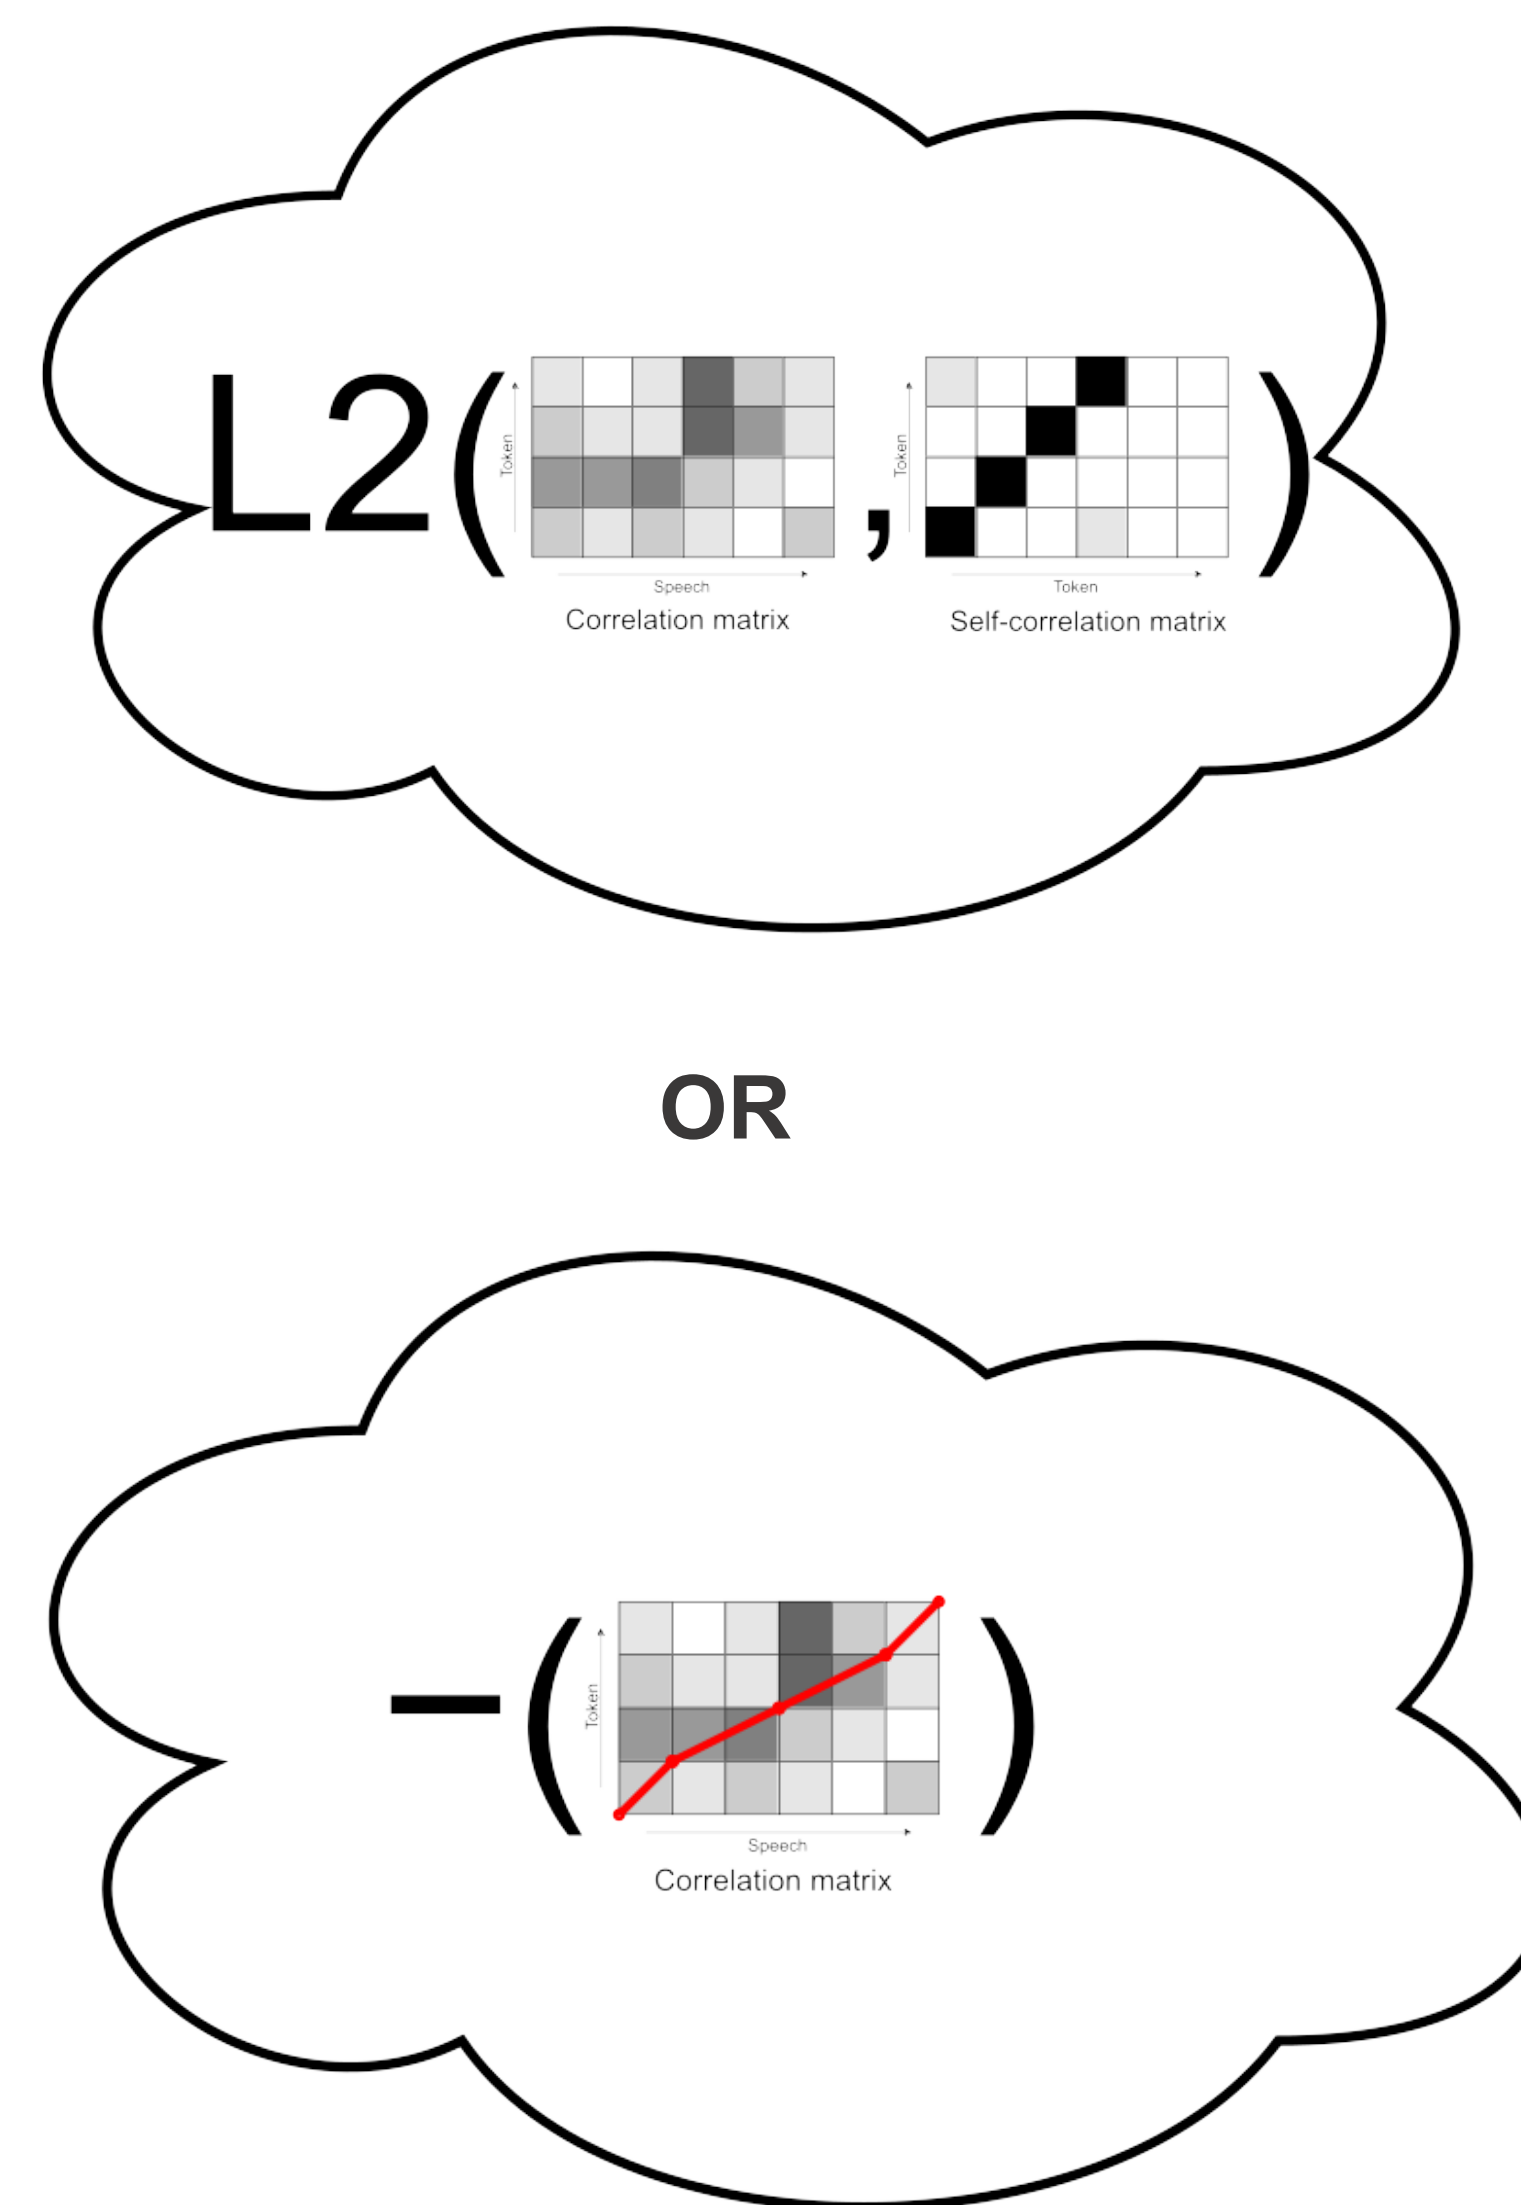 L2( , )
Token
Token
Speech
Token
Correlation matrix
Self-correlation matrix
OR
–( )
Token
Speech
Correlation matrix